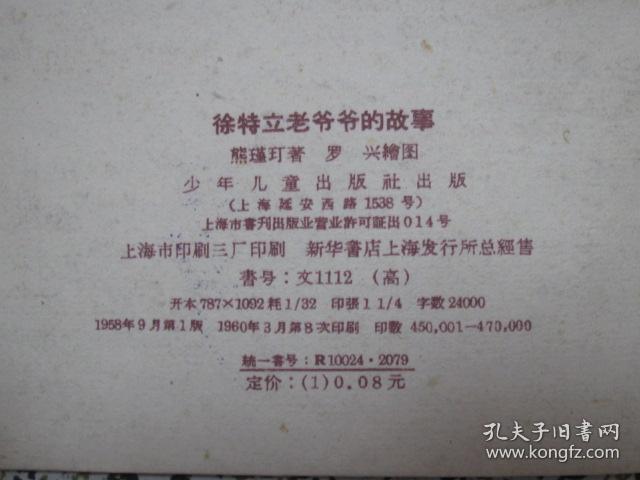 徐特立老爷爷的故事
熊瑾玎著 罗 兴繪图
少年儿童出版社出版
(上海延安西路1538号)
上海市書刊出版业营业許可証出014号
上海市印刷三厂印刷 新华書店上海发行所总經售
書号:文1112(高)
开本787×1092耗1/32 印張1 1/4 字数24000
1958年9月第1版 1960年3月第8次印刷 印数 450,001—470,000
統一書号:R10024·2079
定价:(1)0.08元
孔夫子旧書网
www.kongfz.com